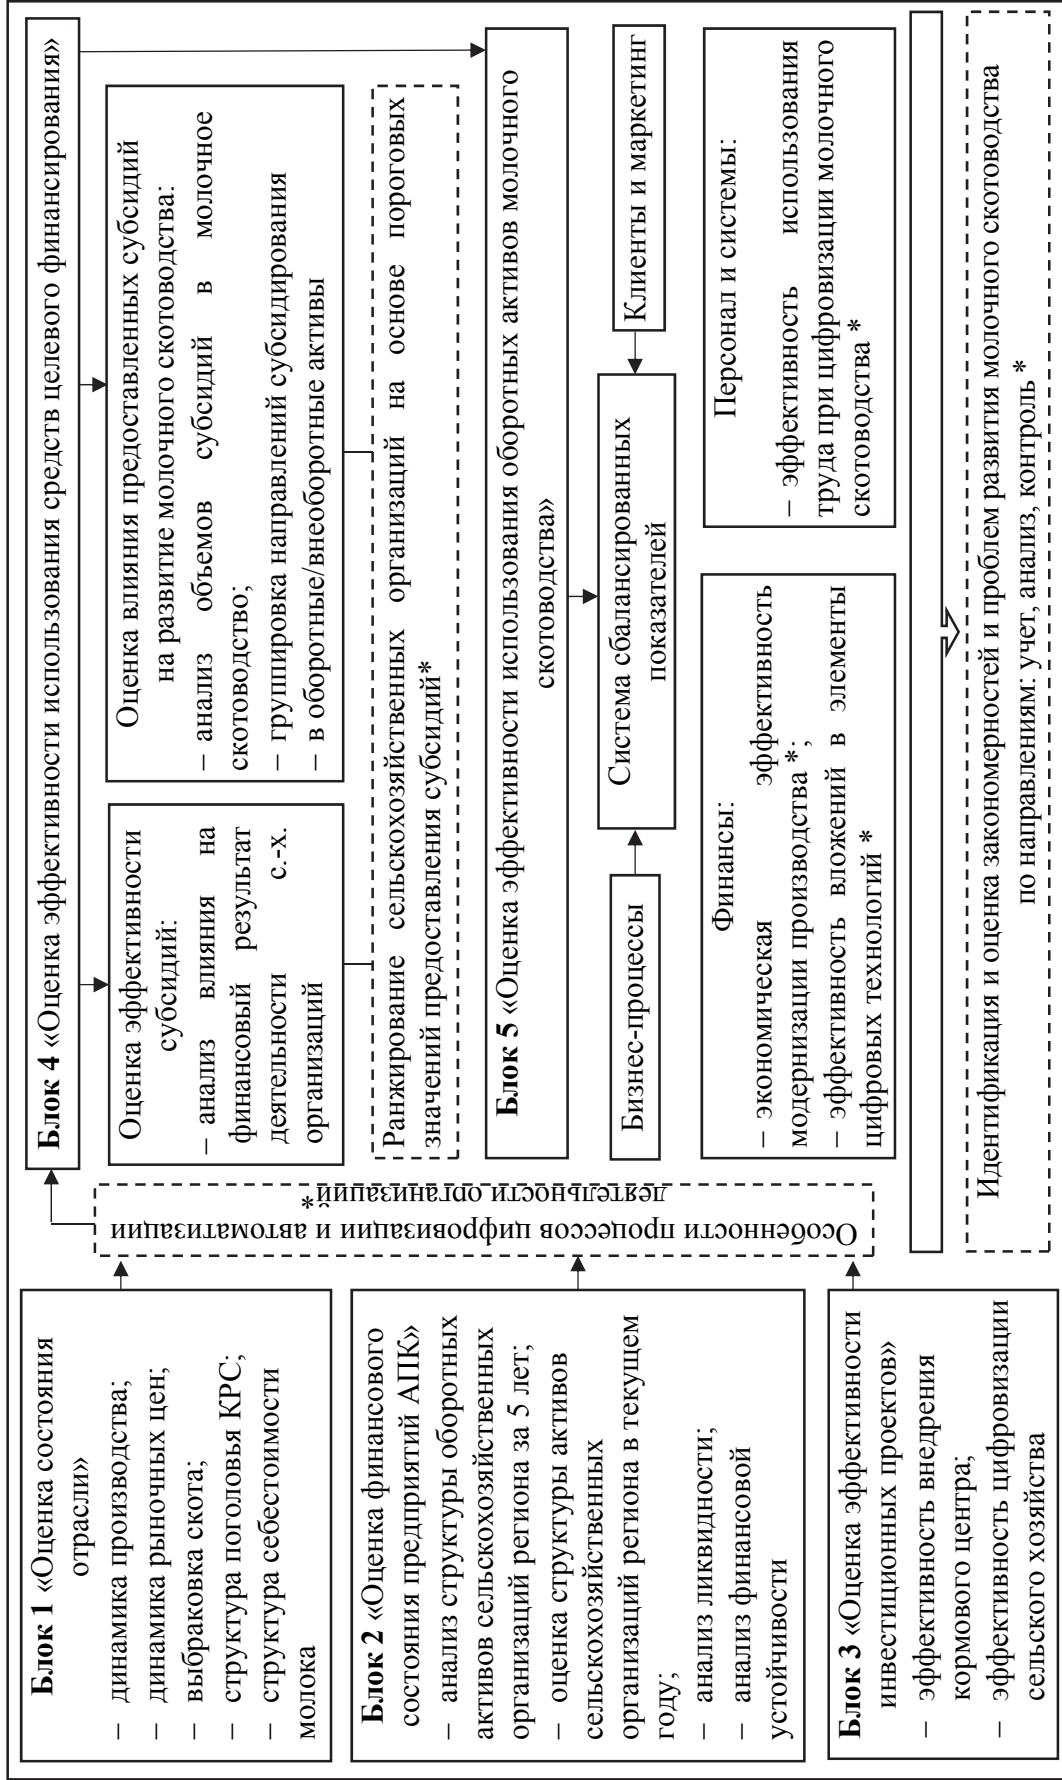 Блок 1 «Оценка состояния
отрасли»
– динамика производства;
– динамика рыночных цен;
– выбраковка скота;
– структура поголовья КРС;
– структура себестоимости
молока
Блок 2 «Оценка финансового
состояния предприятий АПК»
– анализ структуры оборотных
активов сельскохозяйственных
организаций региона за 5 лет;
– оценка структуры активов
сельскохозяйственных
организаций региона в текущем
году;
– анализ ликвидности;
– анализ финансовой
устойчивости
Блок 3 «Оценка эффективности
инвестиционных проектов»
– эффективность внедрения
кормового центра;
– эффективность цифровизации
сельского хозяйства
Особенности процессов цифровизации и автоматизации
деятельности организаций*
Блок 4 «Оценка эффективности использования средств целевого финансирования»
Оценка эффективности
субсидий:
– анализ влияния на
финансовый результат
деятельности с.-х.
организаций
Оценка влияния предоставленных субсидий
на развитие молочного скотоводства:
– анализ объемов субсидий в молочное
скотоводство;
– группировка направлений субсидирования
– в оборотные/внеоборотные активы
Ранжирование сельскохозяйственных организаций на основе пороговых
значений предоставления субсидий*
Блок 5 «Оценка эффективности использования оборотных активов молочного
скотоводства»
Бизнес-процессы
Система сбалансированных
показателей
Клиенты и маркетинг
Финансы:
– экономическая эффективность
модернизации производства *;
– эффективность вложений в элементы
цифровых технологий *
Персонал и системы:
– эффективность использования
труда при цифровизации молочного
скотоводства *
Идентификация и оценка закономерностей и проблем развития молочного скотоводства
по направлениям: учет, анализ, контроль *